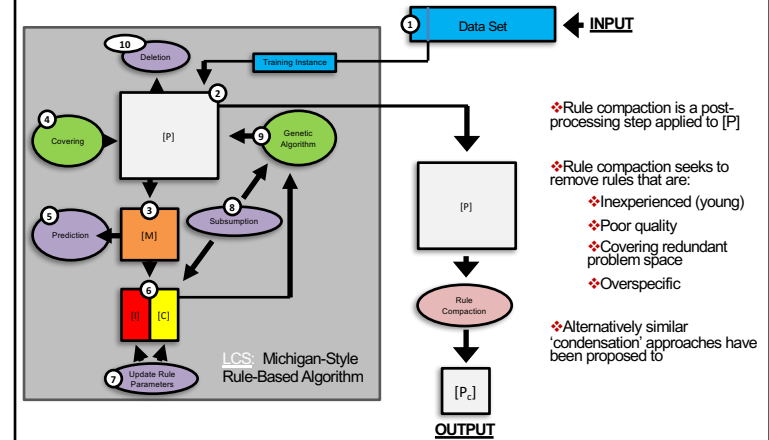 10
Deletion
1
Data Set
INPUT
Training Instance
2
4
Covering
[P]
9
Genetic
Algorithm
3
5
Prediction
[M]
8
Subsumption
6
[I]
[C]
7
Update Rule
Parameters
LCS: Michigan-Style
Rule-Based Algorithm
[P]
Rule
Compaction
[Pc]
OUTPUT
❖Rule compaction is a post-
processing step applied to [P]
❖Rule compaction seeks to
remove rules that are:
❖Inexperienced (young)
❖Poor quality
❖Covering redundant
problem space
❖Overspecific
❖Alternatively similar
‘condensation’ approaches have
been proposed to